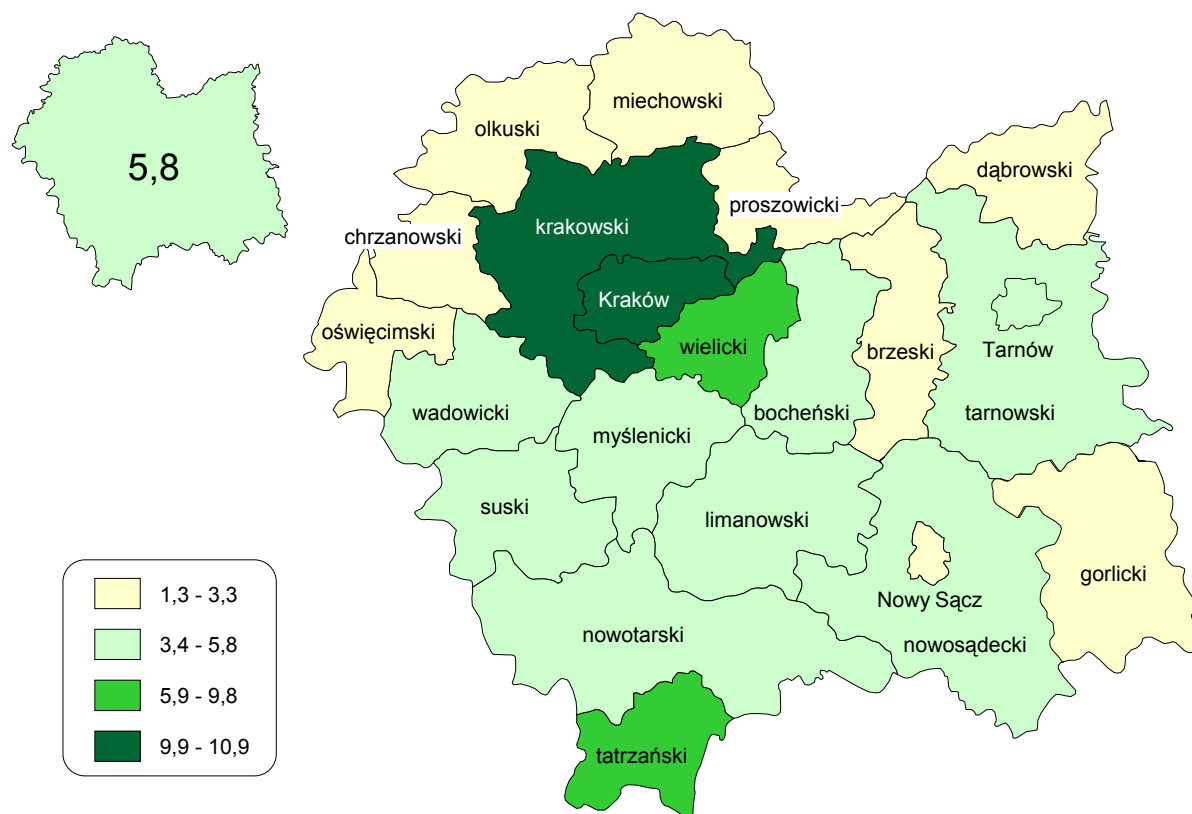 5,8
miechowski
olkuski
dąbrowski
proszowicki
krakowski
chrzanowski
Kraków
oświęcimski
wielicki
brzeski
Tarnów
wadowicki
bocheński
tarnowski
myślenicki
suski
limanowski
gorlicki
Nowy Sącz
nowotarski
nowosądecki
tatrzański
1,3 - 3,3
3,4 - 5,8
5,9 - 9,8
9,9 - 10,9